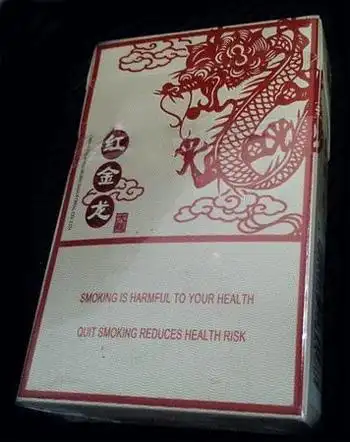 红
金
龙
SMOKING IS HARMFUL TO YOUR HEALTH
QUIT SMOKING REDUCES HEALTH RISK